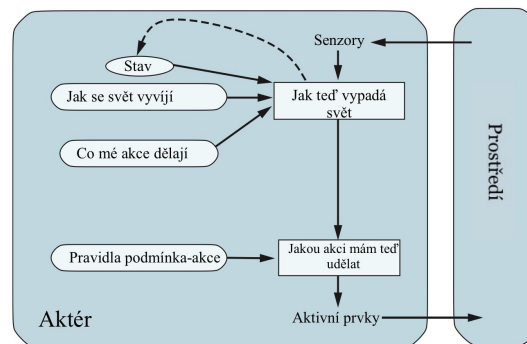 Senzory
Stav
Jak se svět vyvíjí
Jak teď vypadá
svět
Co mé akce dělají
Prostředí
Pravidla podmínka-akce
Jakou akci mám teď
udělat
Aktér
Aktivní prvky